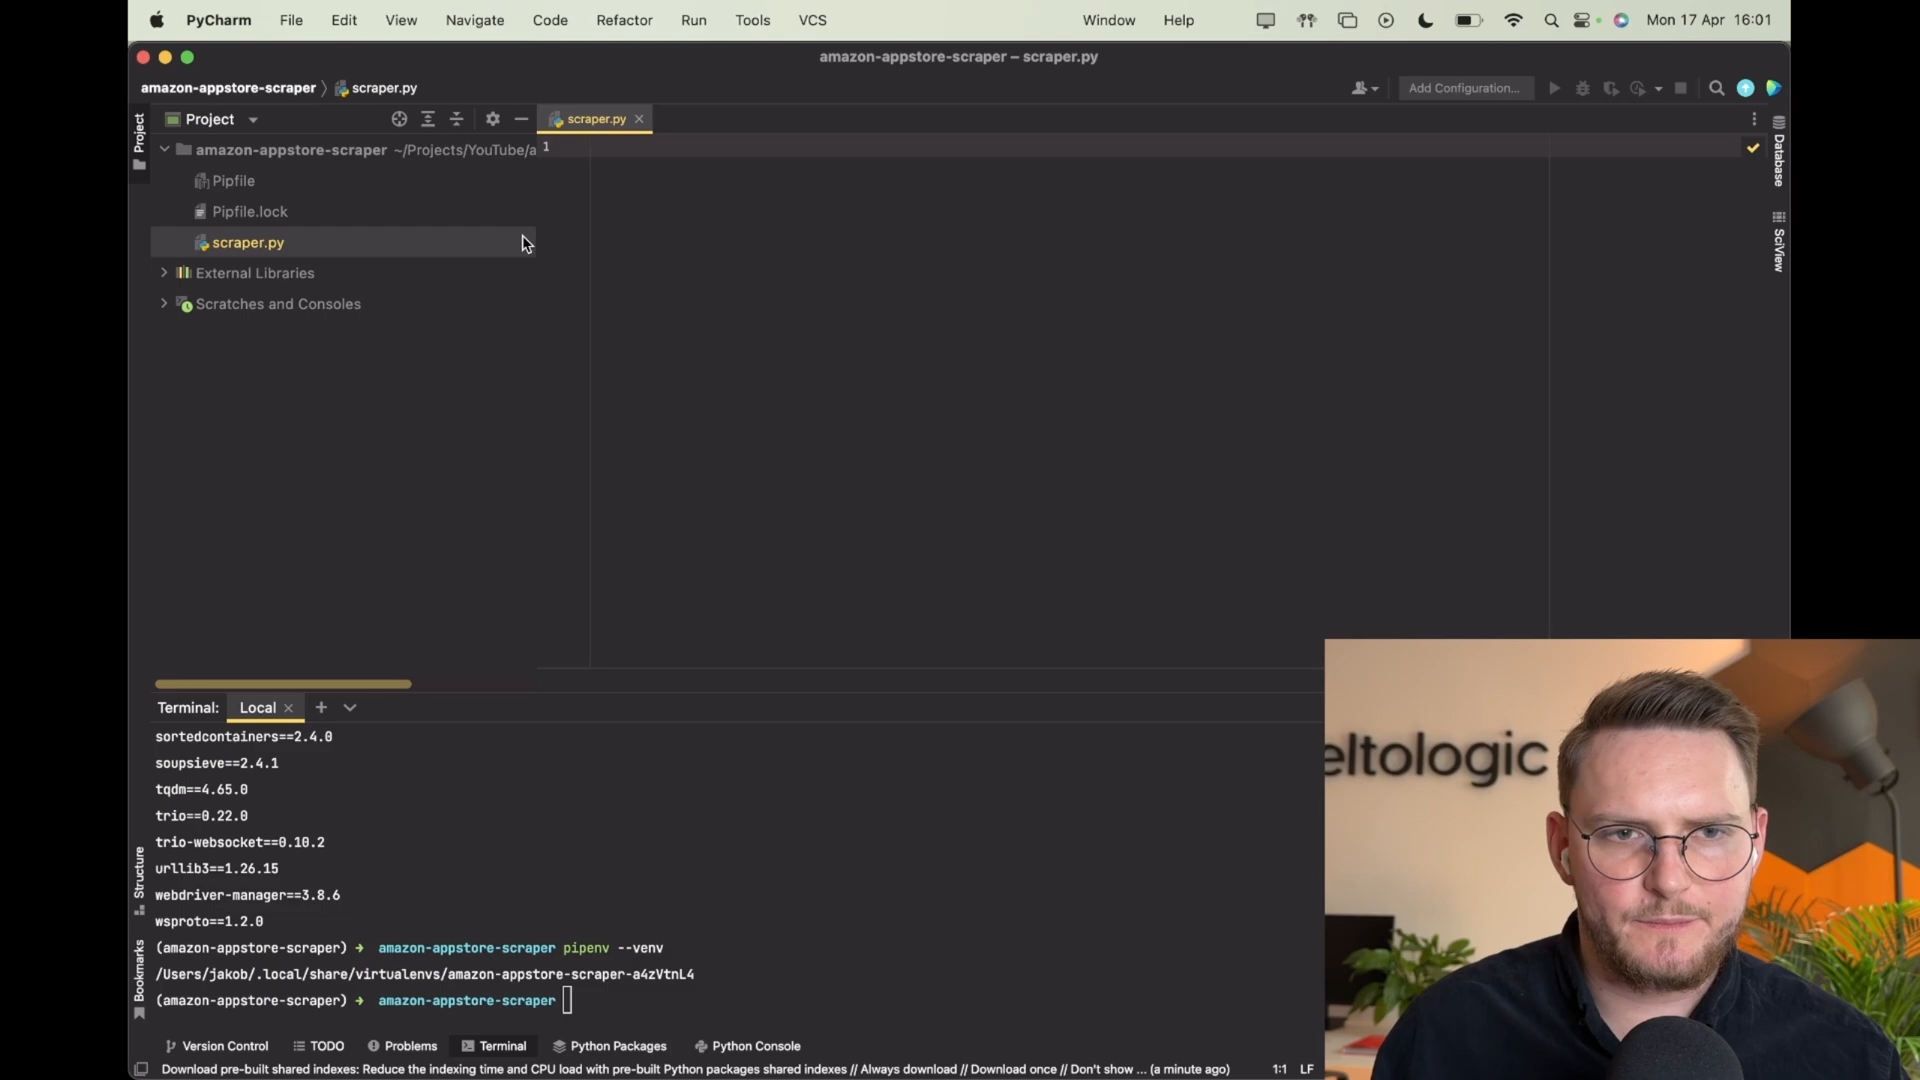 PyCharm File Edit View Navigate Code Refactor Run Tools VCS Window Help Mon 17 Apr 16:01
amazon-appstore-scraper – scraper.py
amazon-appstore-scraper scraper.py Add Configuration...
Project
Project
scraper.py
amazon-appstore-scraper ~/Projects/YouTube/a
1
Pipfile
Pipfile.lock
scraper.py
External Libraries
Scratches and Consoles
Database
SciView
Terminal: Local
sortedcontainers==2.4.0
soupsieve==2.4.1
tqdm==4.65.0
trio==0.22.0
trio-websocket==0.10.2
urllib3==1.26.15
webdriver-manager==3.8.6
wsproto==1.2.0
(amazon-appstore-scraper) → amazon-appstore-scraper pipenv --venv
/Users/jakob/.local/share/virtualenvs/amazon-appstore-scraper-a4zVtnL4
(amazon-appstore-scraper) → amazon-appstore-scraper
Structure
Bookmarks
eltologic
Version Control TODO Problems Terminal Python Packages Python Console
Download pre-built shared indexes: Reduce the indexing time and CPU load with pre-built Python packages shared indexes // Always download // Download once // Don't show ... (a minute ago) 1:1 LF